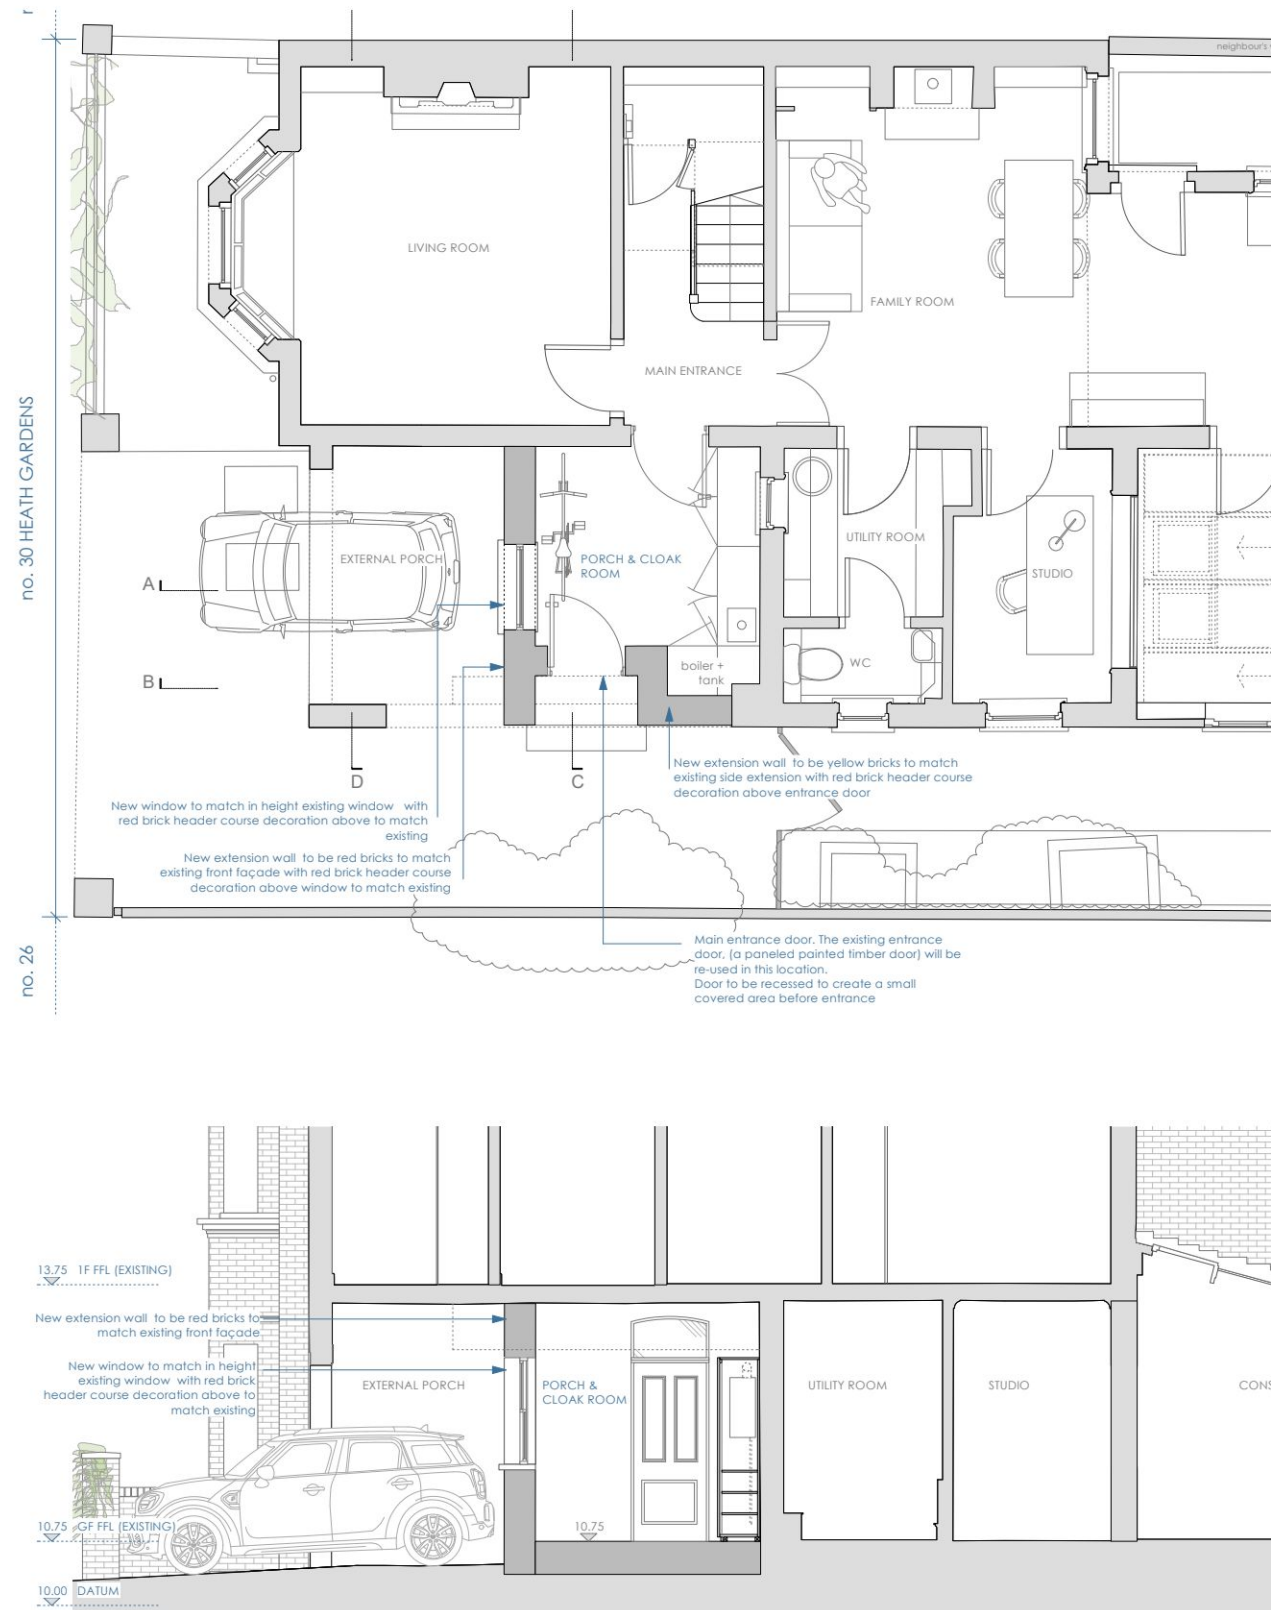 r
neighbour's
LIVING ROOM
FAMILY ROOM
MAIN ENTRANCE
no. 30 HEATH GARDENS
EXTERNAL PORCH
PORCH & CLOAK
ROOM
UTILITY ROOM
STUDIO
A
B
WC
boiler +
tank
D
C
New extension wall to be yellow bricks to match
existing side extension with red brick header course
decoration above entrance door
New window to match in height existing window with
red brick header course decoration above to match
existing
New extension wall to be red bricks to match
existing front façade with red brick header course
decoration above window to match existing
no. 26
Main entrance door. The existing entrance
door, (a paneled painted timber door) will be
re-used in this location.
Door to be recessed to create a small
covered area before entrance
13.75 1F FFL (EXISTING)
New extension wall to be red bricks to
match existing front façade
New window to match in height
existing window with red brick
header course decoration above to
match existing
EXTERNAL PORCH
PORCH &
CLOAK ROOM
UTILITY ROOM
STUDIO
CONS
10.75 GF FFL (EXISTING)
10.75
10.00 DATUM